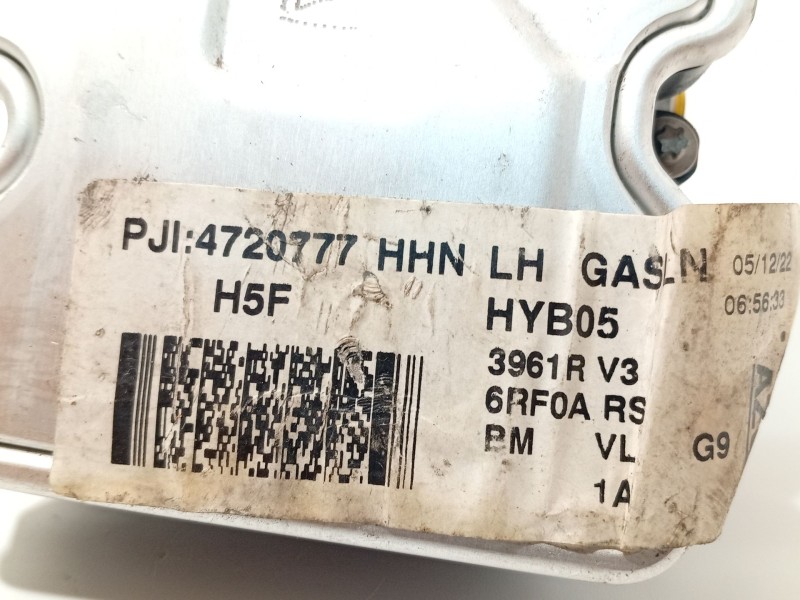 PJI:4720777 HHN LH GASLN 05/12/22
H5F HYB05 06:56:33
3961R V3
6RF0A RS
BM VL G9
1A